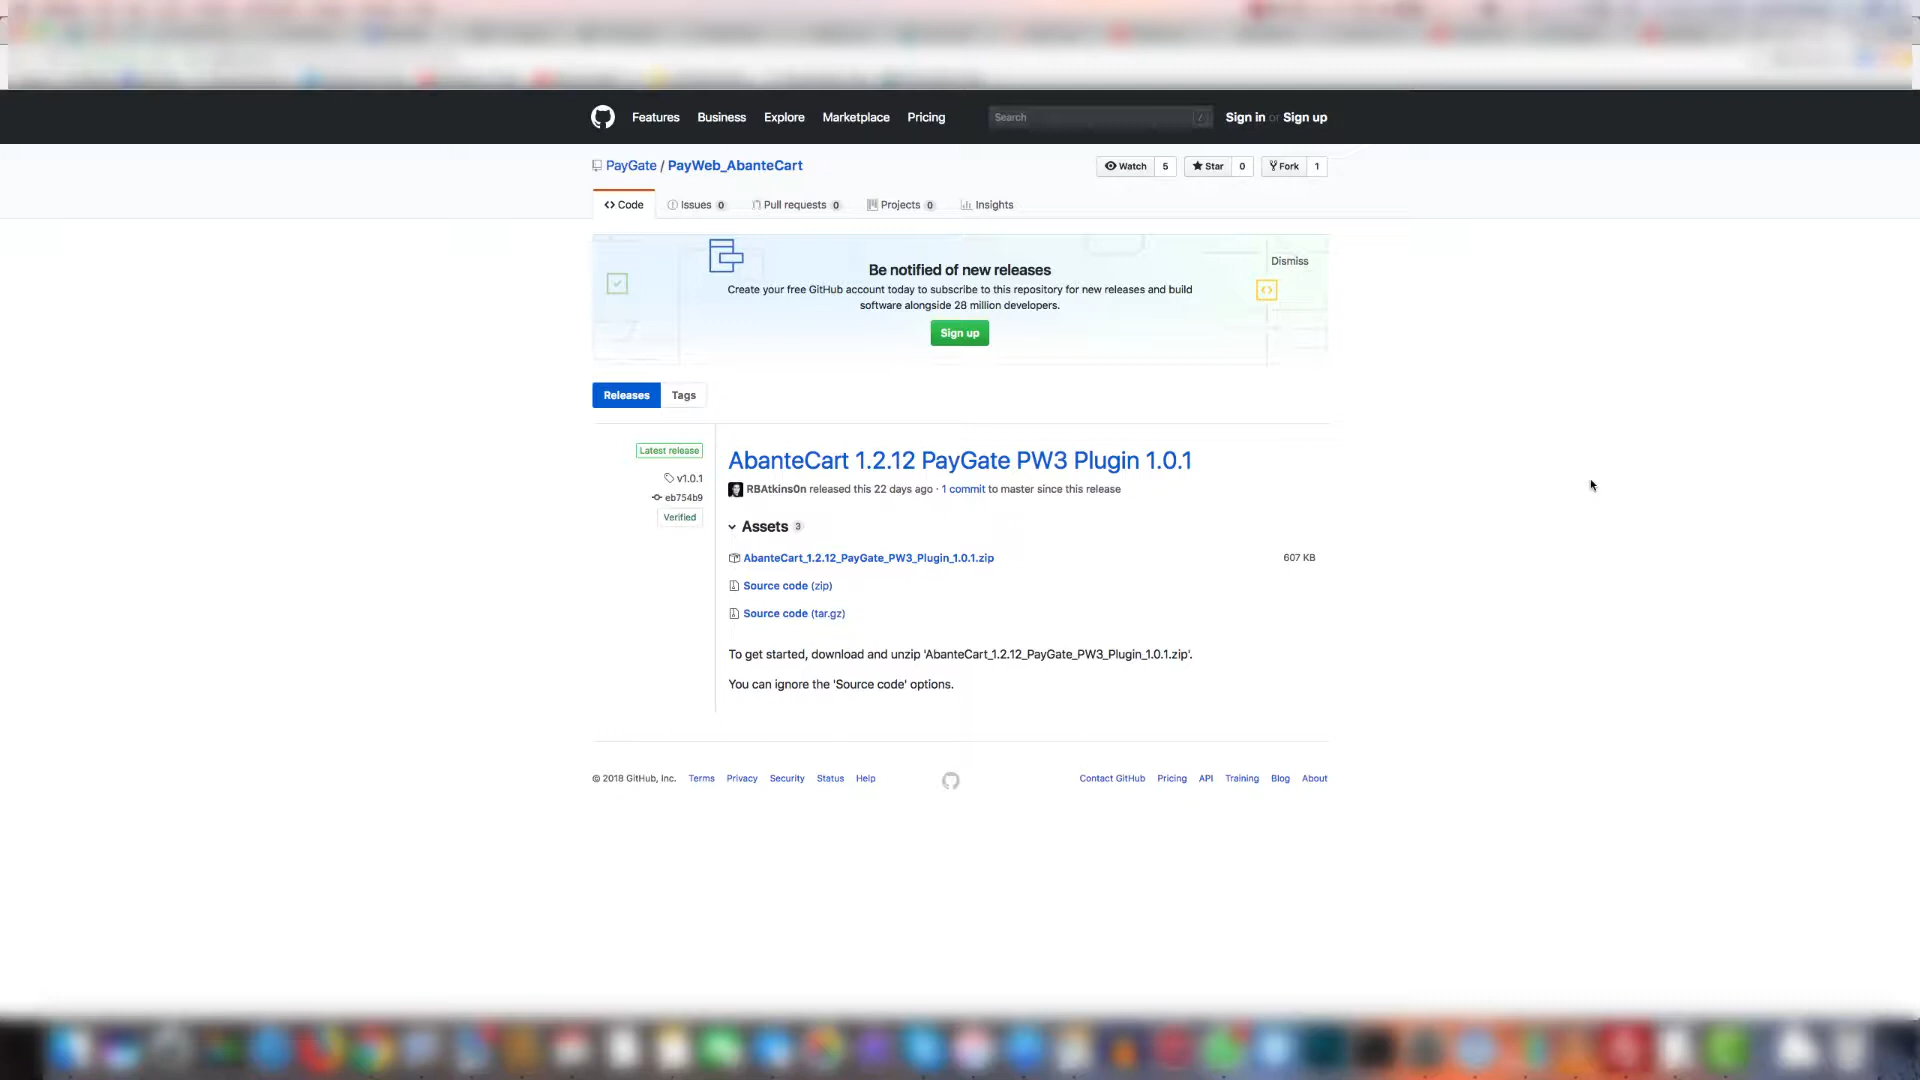 Features Business Explore Marketplace Pricing Search / Sign in or Sign up
PayGate / PayWeb_AbanteCart Watch 5 Star 0 Fork 1
Code Issues 0 Pull requests 0 Projects 0 Insights
Be notified of new releases
Dismiss
Create your free GitHub account today to subscribe to this repository for new releases and build
software alongside 28 million developers.
Sign up
Releases Tags
Latest release
v1.0.1
eb754b9
Verified
AbanteCart 1.2.12 PayGate PW3 Plugin 1.0.1
RBAtkins0n released this 22 days ago · 1 commit to master since this release
Assets 3
AbanteCart_1.2.12_PayGate_PW3_Plugin_1.0.1.zip 607 KB
Source code (zip)
Source code (tar.gz)
To get started, download and unzip 'AbanteCart_1.2.12_PayGate_PW3_Plugin_1.0.1.zip'.
You can ignore the 'Source code' options.
© 2018 GitHub, Inc. Terms Privacy Security Status Help Contact GitHub Pricing API Training Blog About